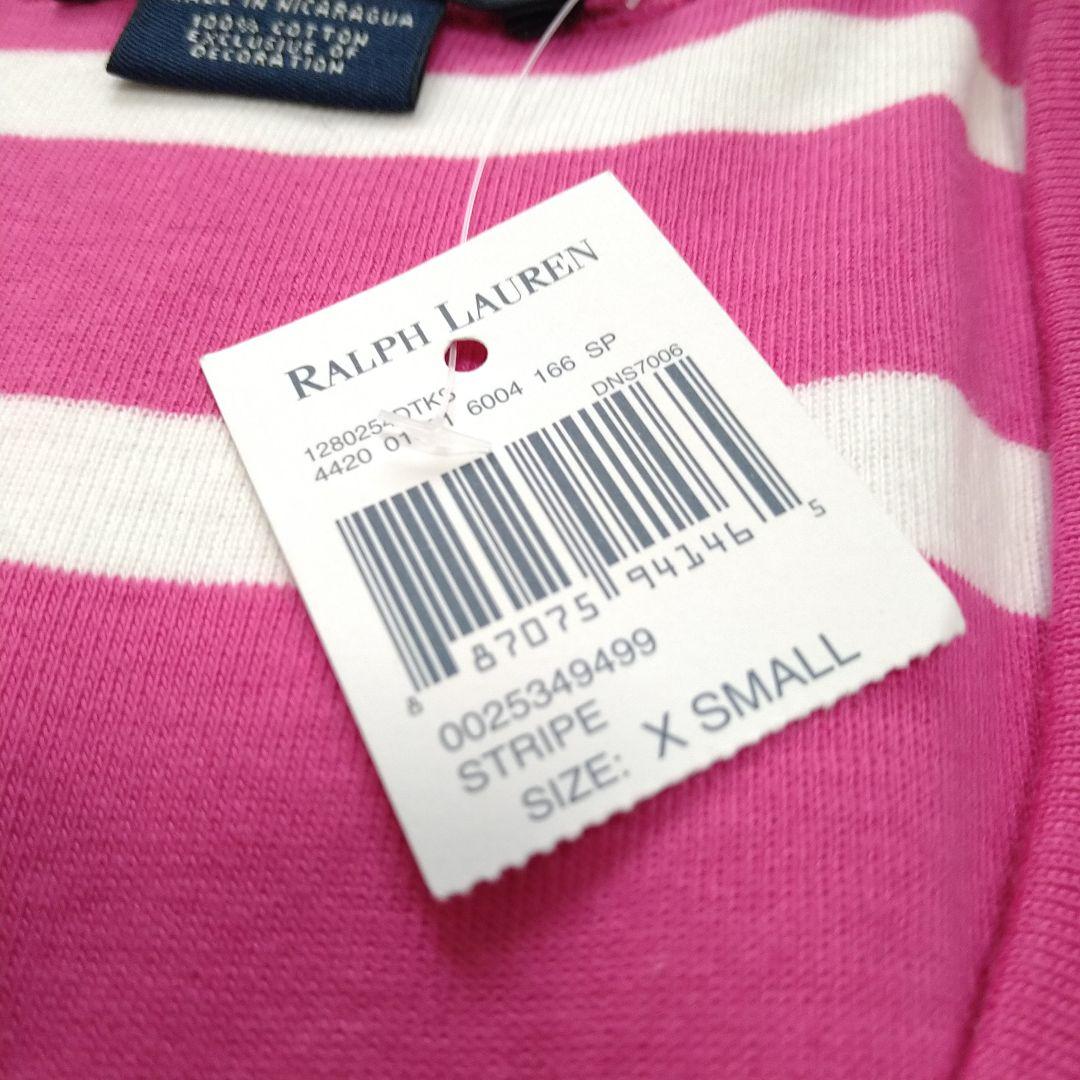 MADE IN NICARAGUA
100% COTTON
EXCLUSIVE OF
DECORATION
RALPH LAUREN
6004 166 SP
4420
DNS7006
8 87075 94146 5
0025349499
STRIPE
SIZE: X SMALL